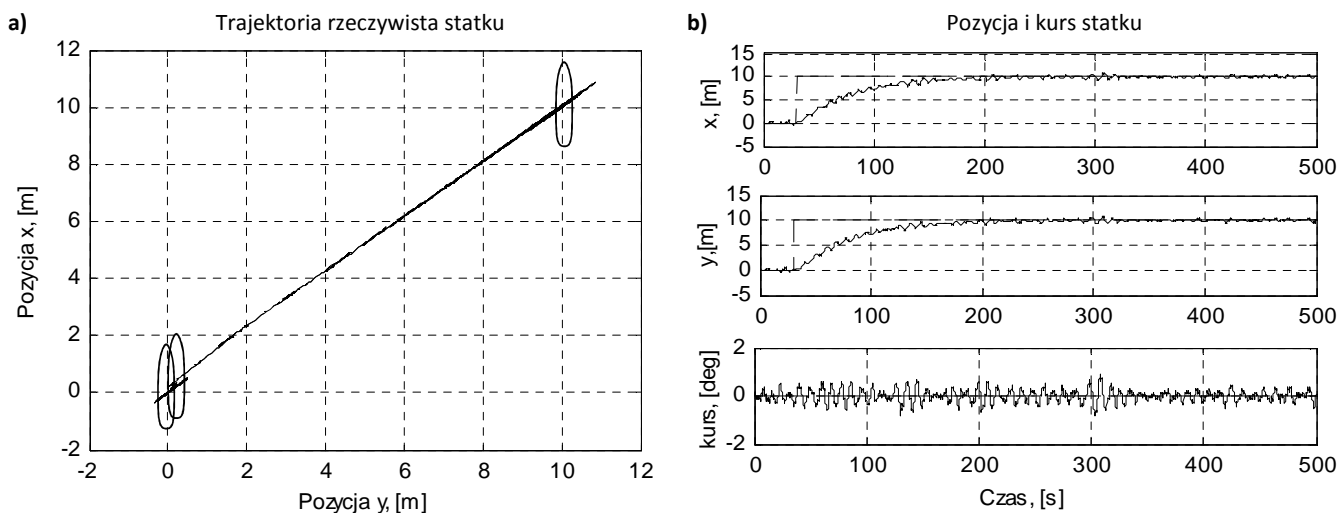 a) Trajektoria rzeczywista statku
12
10
8
6
4
2
0
-2
-2 0 2 4 6 8 10 12
Pozycja x, [m]
Pozycja y, [m]
b) Pozycja i kurs statku
15
10
5
0
-5
x, [m]
0 100 200 300 400 500
15
10
5
0
-5
y,[m]
0 100 200 300 400 500
2
0
-2
kurs, [deg]
0 100 200 300 400 500
Czas, [s]